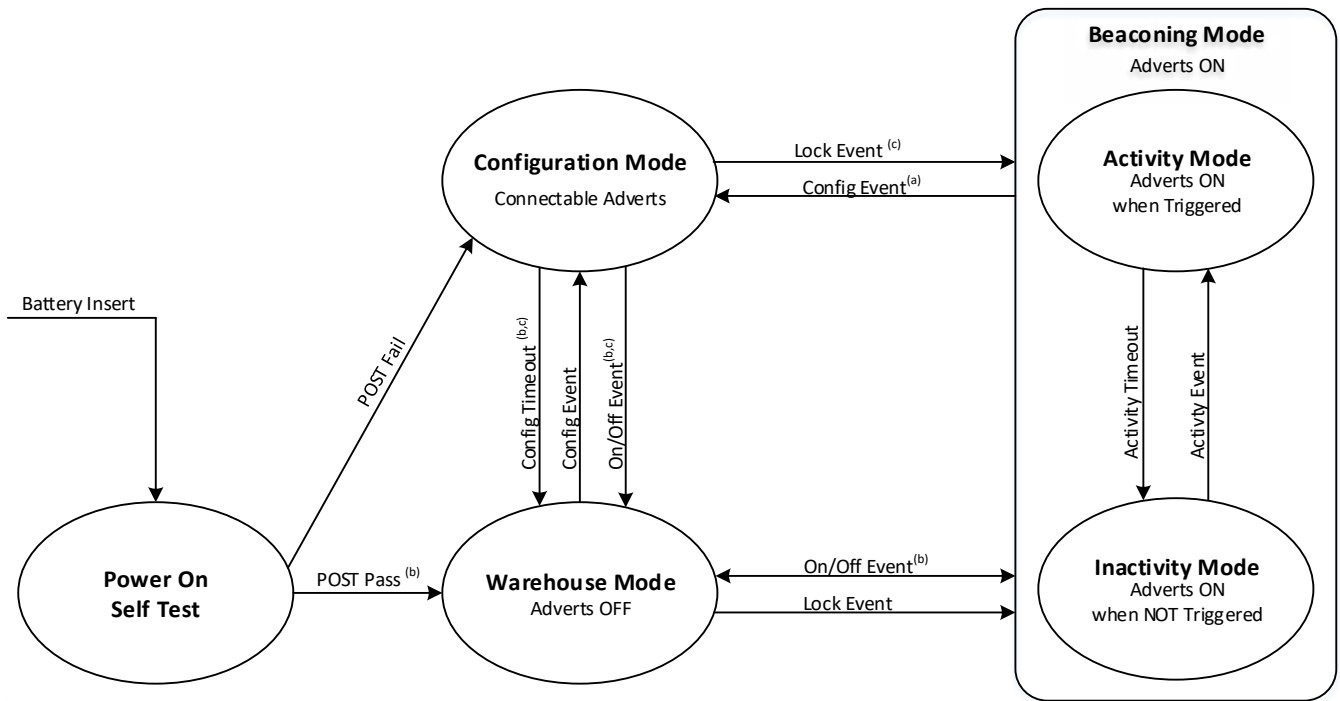 Beaconing Mode
Adverts ON
Configuration Mode
Connectable Adverts
Lock Event (c)
Config Event(a)
Activity Mode
Adverts ON
when Triggered
Battery Insert
POST Fail
Config Timeout (b,c)
Config Event
On/Off Event(b,c)
Activity Timeout
Activty Event
Power On
Self Test
POST Pass (b)
Warehouse Mode
Adverts OFF
On/Off Event(b)
Lock Event
Inactivity Mode
Adverts ON
when NOT Triggered